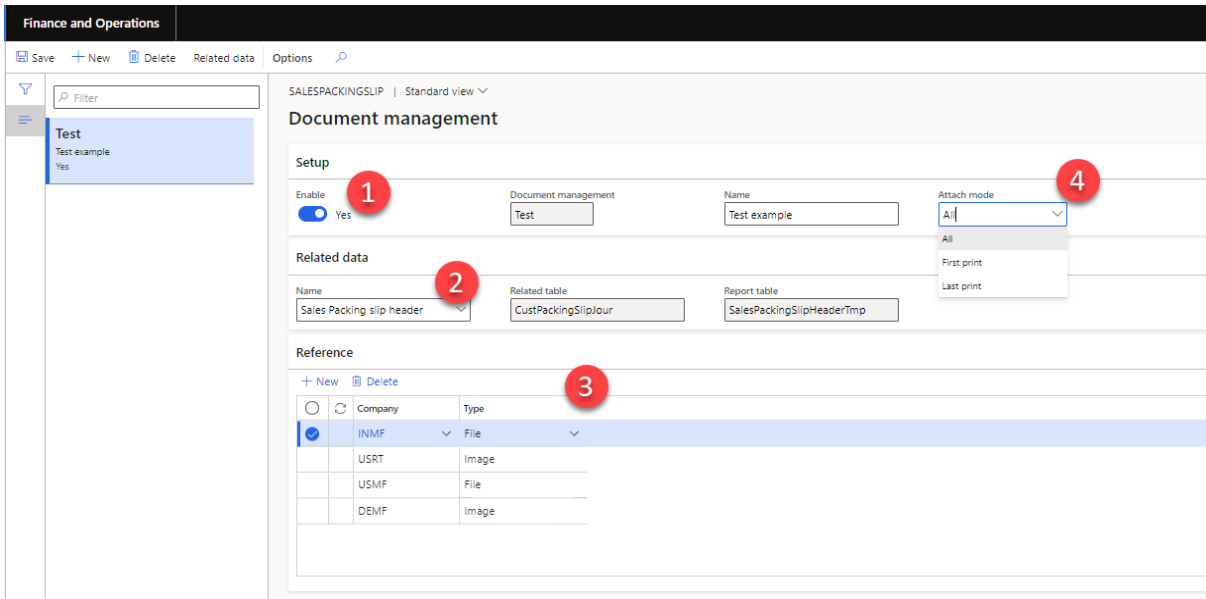 Finance and Operations
Save New Delete Related data Options
Filter
Test
Test example
Yes
SALESPACKINGSLIP | Standard view
Document management
Setup
Enable
Yes
1
Document management
Test
Name
Test example
Attach mode
All
4
All
First print
Last print
Related data
Name
Sales Packing slip header
2
Related table
CustPackingSlipJour
Report table
SalesPackingSlipHeaderTmp
Reference
New Delete
3
Company Type
INMF File
USRT Image
USMF File
DEMF Image